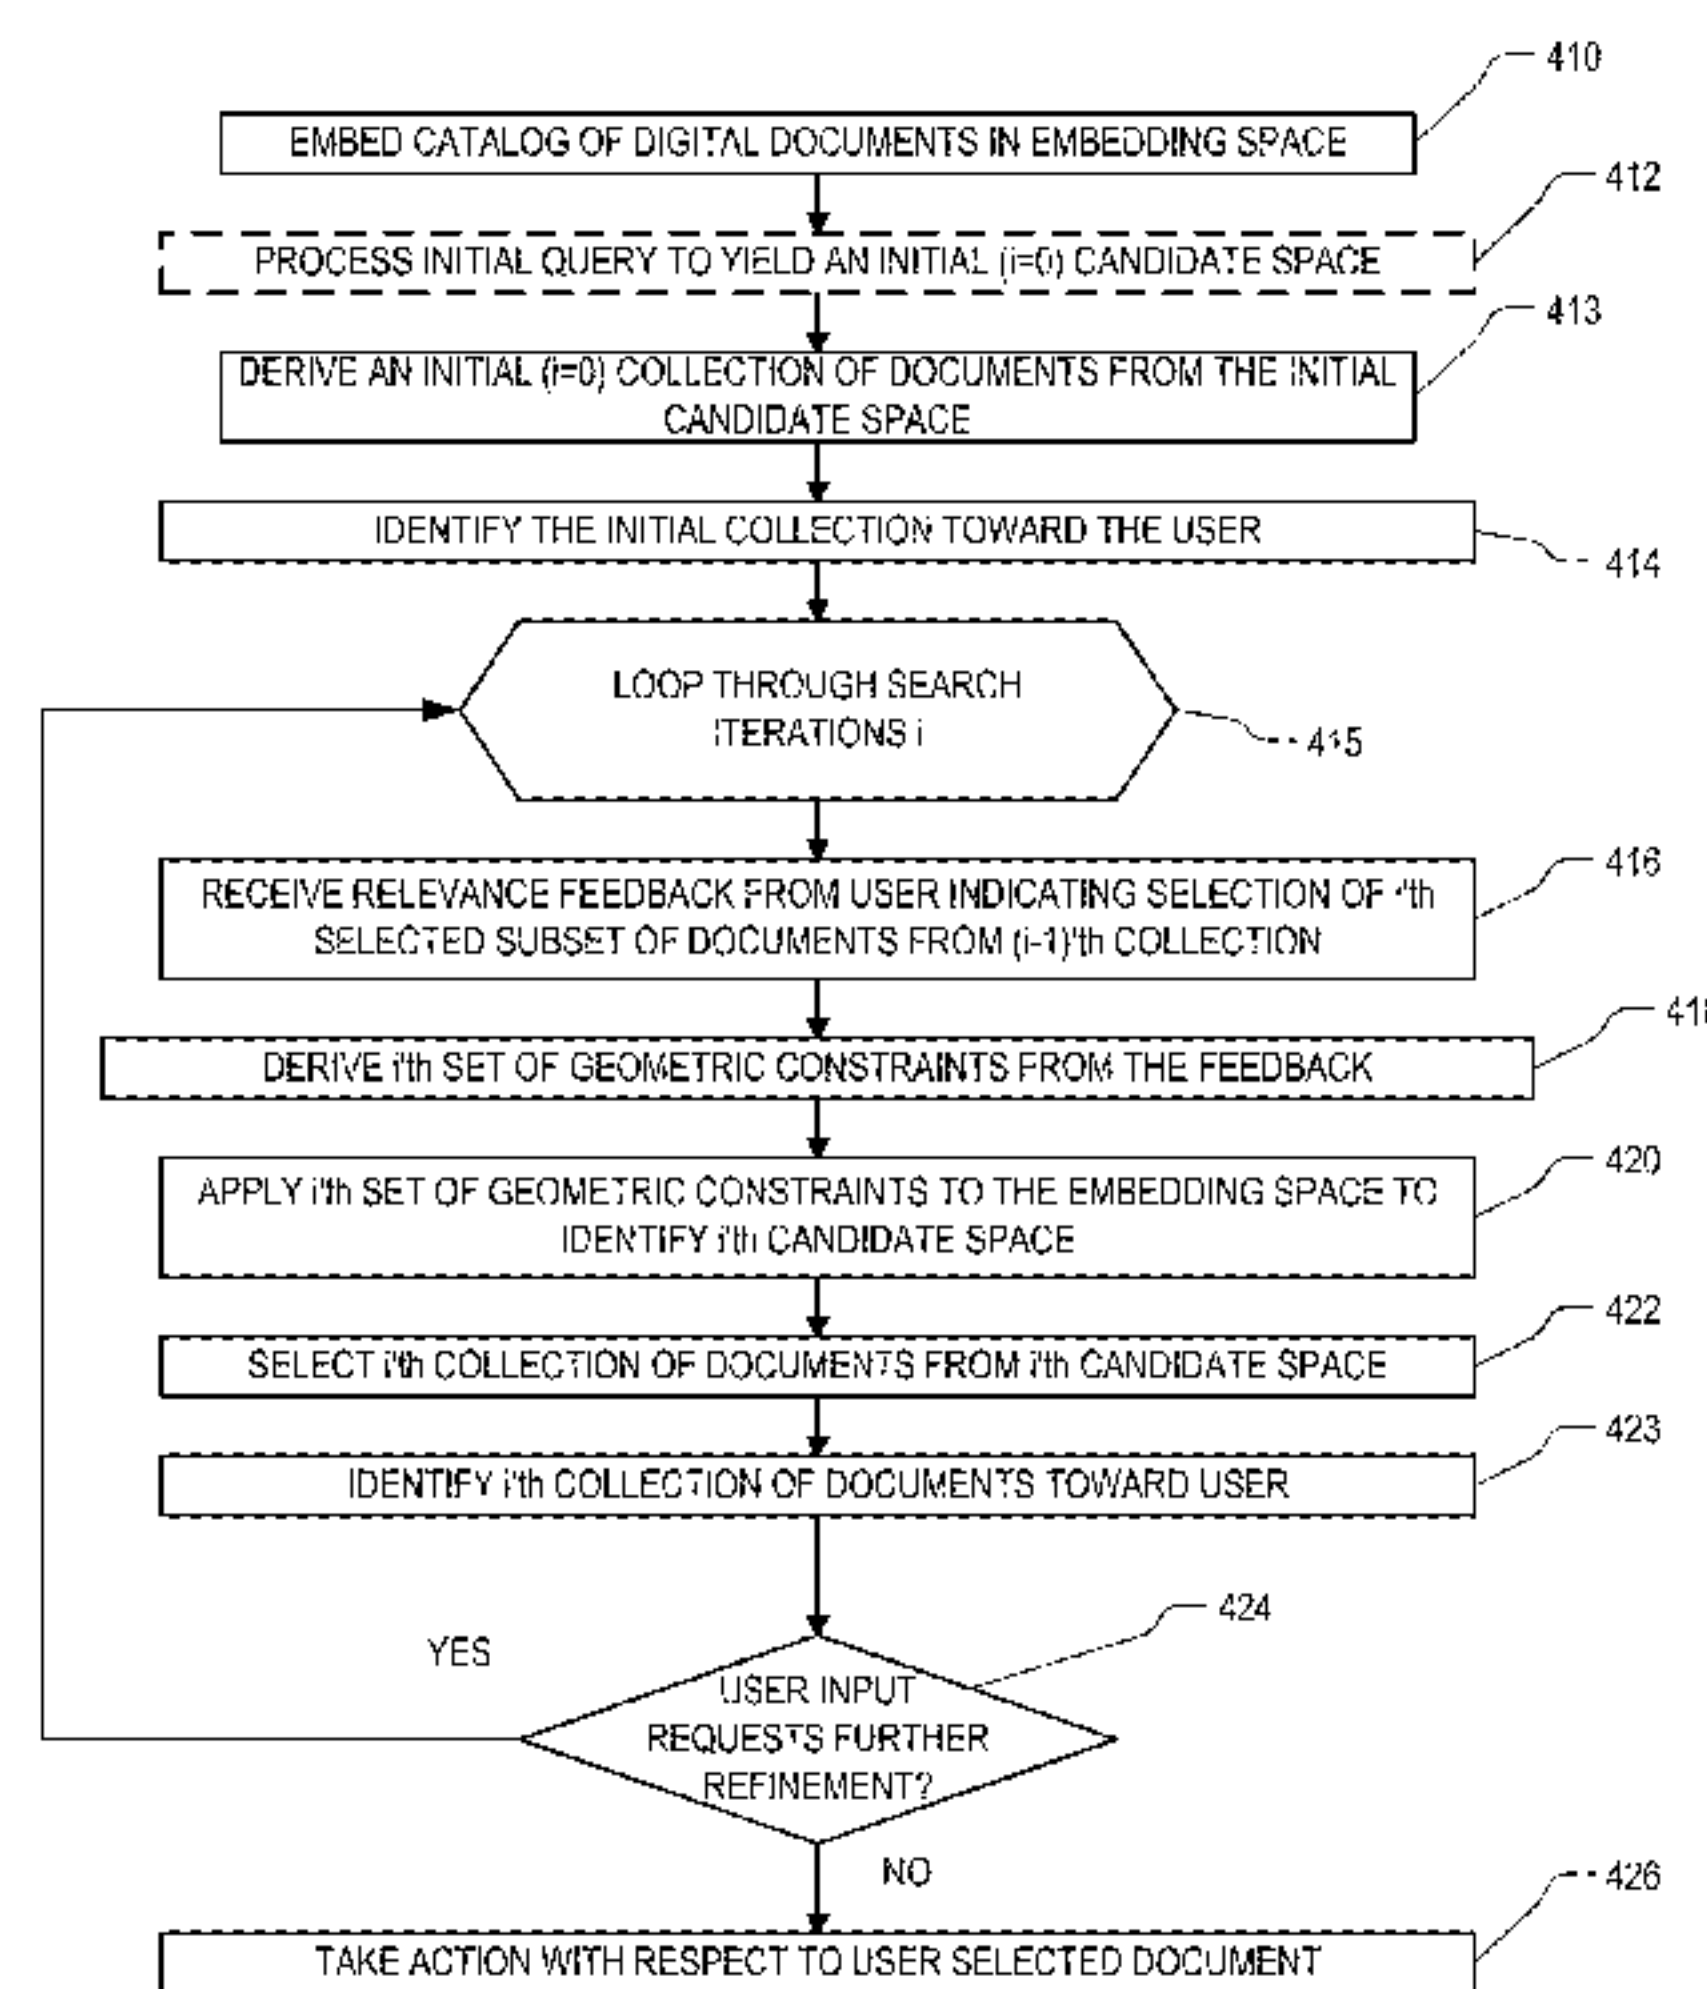 410
EMBED CATALOG OF DIGITAL DOCUMENTS IN EMBEDDING SPACE
412
PROCESS INITIAL QUERY TO YIELD AN INITIAL (i=0) CANDIDATE SPACE
413
DERIVE AN INITIAL (i=0) COLLECTION OF DOCUMENTS FROM THE INITIAL
CANDIDATE SPACE
IDENTIFY THE INITIAL COLLECTION TOWARD THE USER
414
LOOP THROUGH SEARCH
ITERATIONS i
415
416
RECEIVE RELEVANCE FEEDBACK FROM USER INDICATING SELECTION OF i'th
SELECTED SUBSET OF DOCUMENTS FROM (i-1)'th COLLECTION
DERIVE i'th SET OF GEOMETRIC CONSTRAINTS FROM THE FEEDBACK
420
APPLY i'th SET OF GEOMETRIC CONSTRAINTS TO THE EMBEDDING SPACE TO
IDENTIFY i'th CANDIDATE SPACE
422
SELECT i'th COLLECTION OF DOCUMENTS FROM i'th CANDIDATE SPACE
423
IDENTIFY i'th COLLECTION OF DOCUMENTS TOWARD USER
424
YES
USER INPUT
REQUESTS FURTHER
REFINEMENT?
NO
426
TAKE ACTION WITH RESPECT TO USER SELECTED DOCUMENT